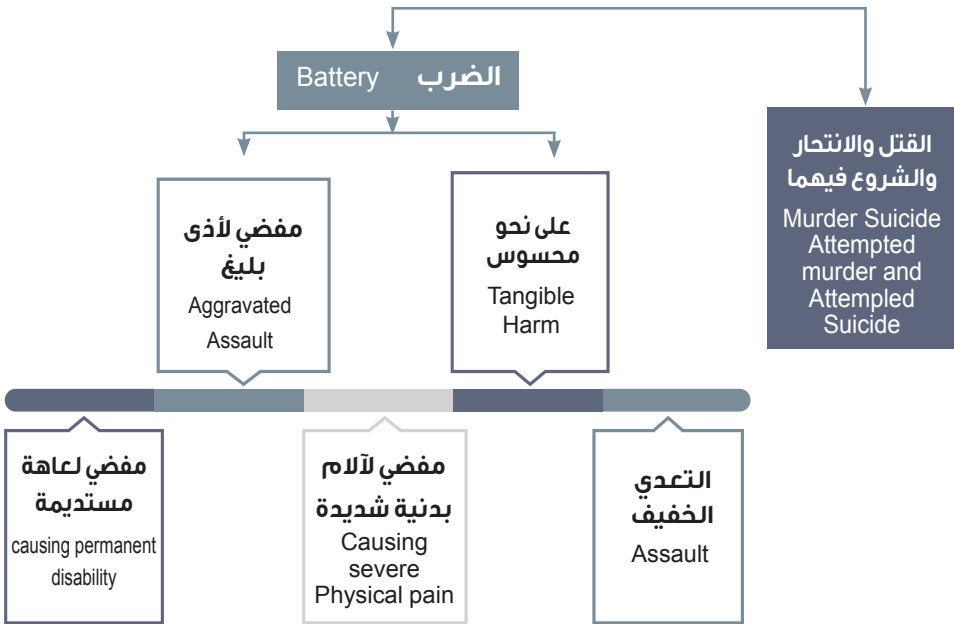 الضرب Battery
القتل والانتحار
والشروع فيهما
Murder Suicide
Attempted
murder and
Attempled
Suicide
على نحو
محسوس
Tangible
Harm
مفضي لأذى
بليغ
Aggravated
Assault
التعدي
الخفيف
Assault
مفضي لآلام
بدنية شديدة
Causing
severe
Physical pain
مفضي لعاهة
مستديمة
causing permanent
disability